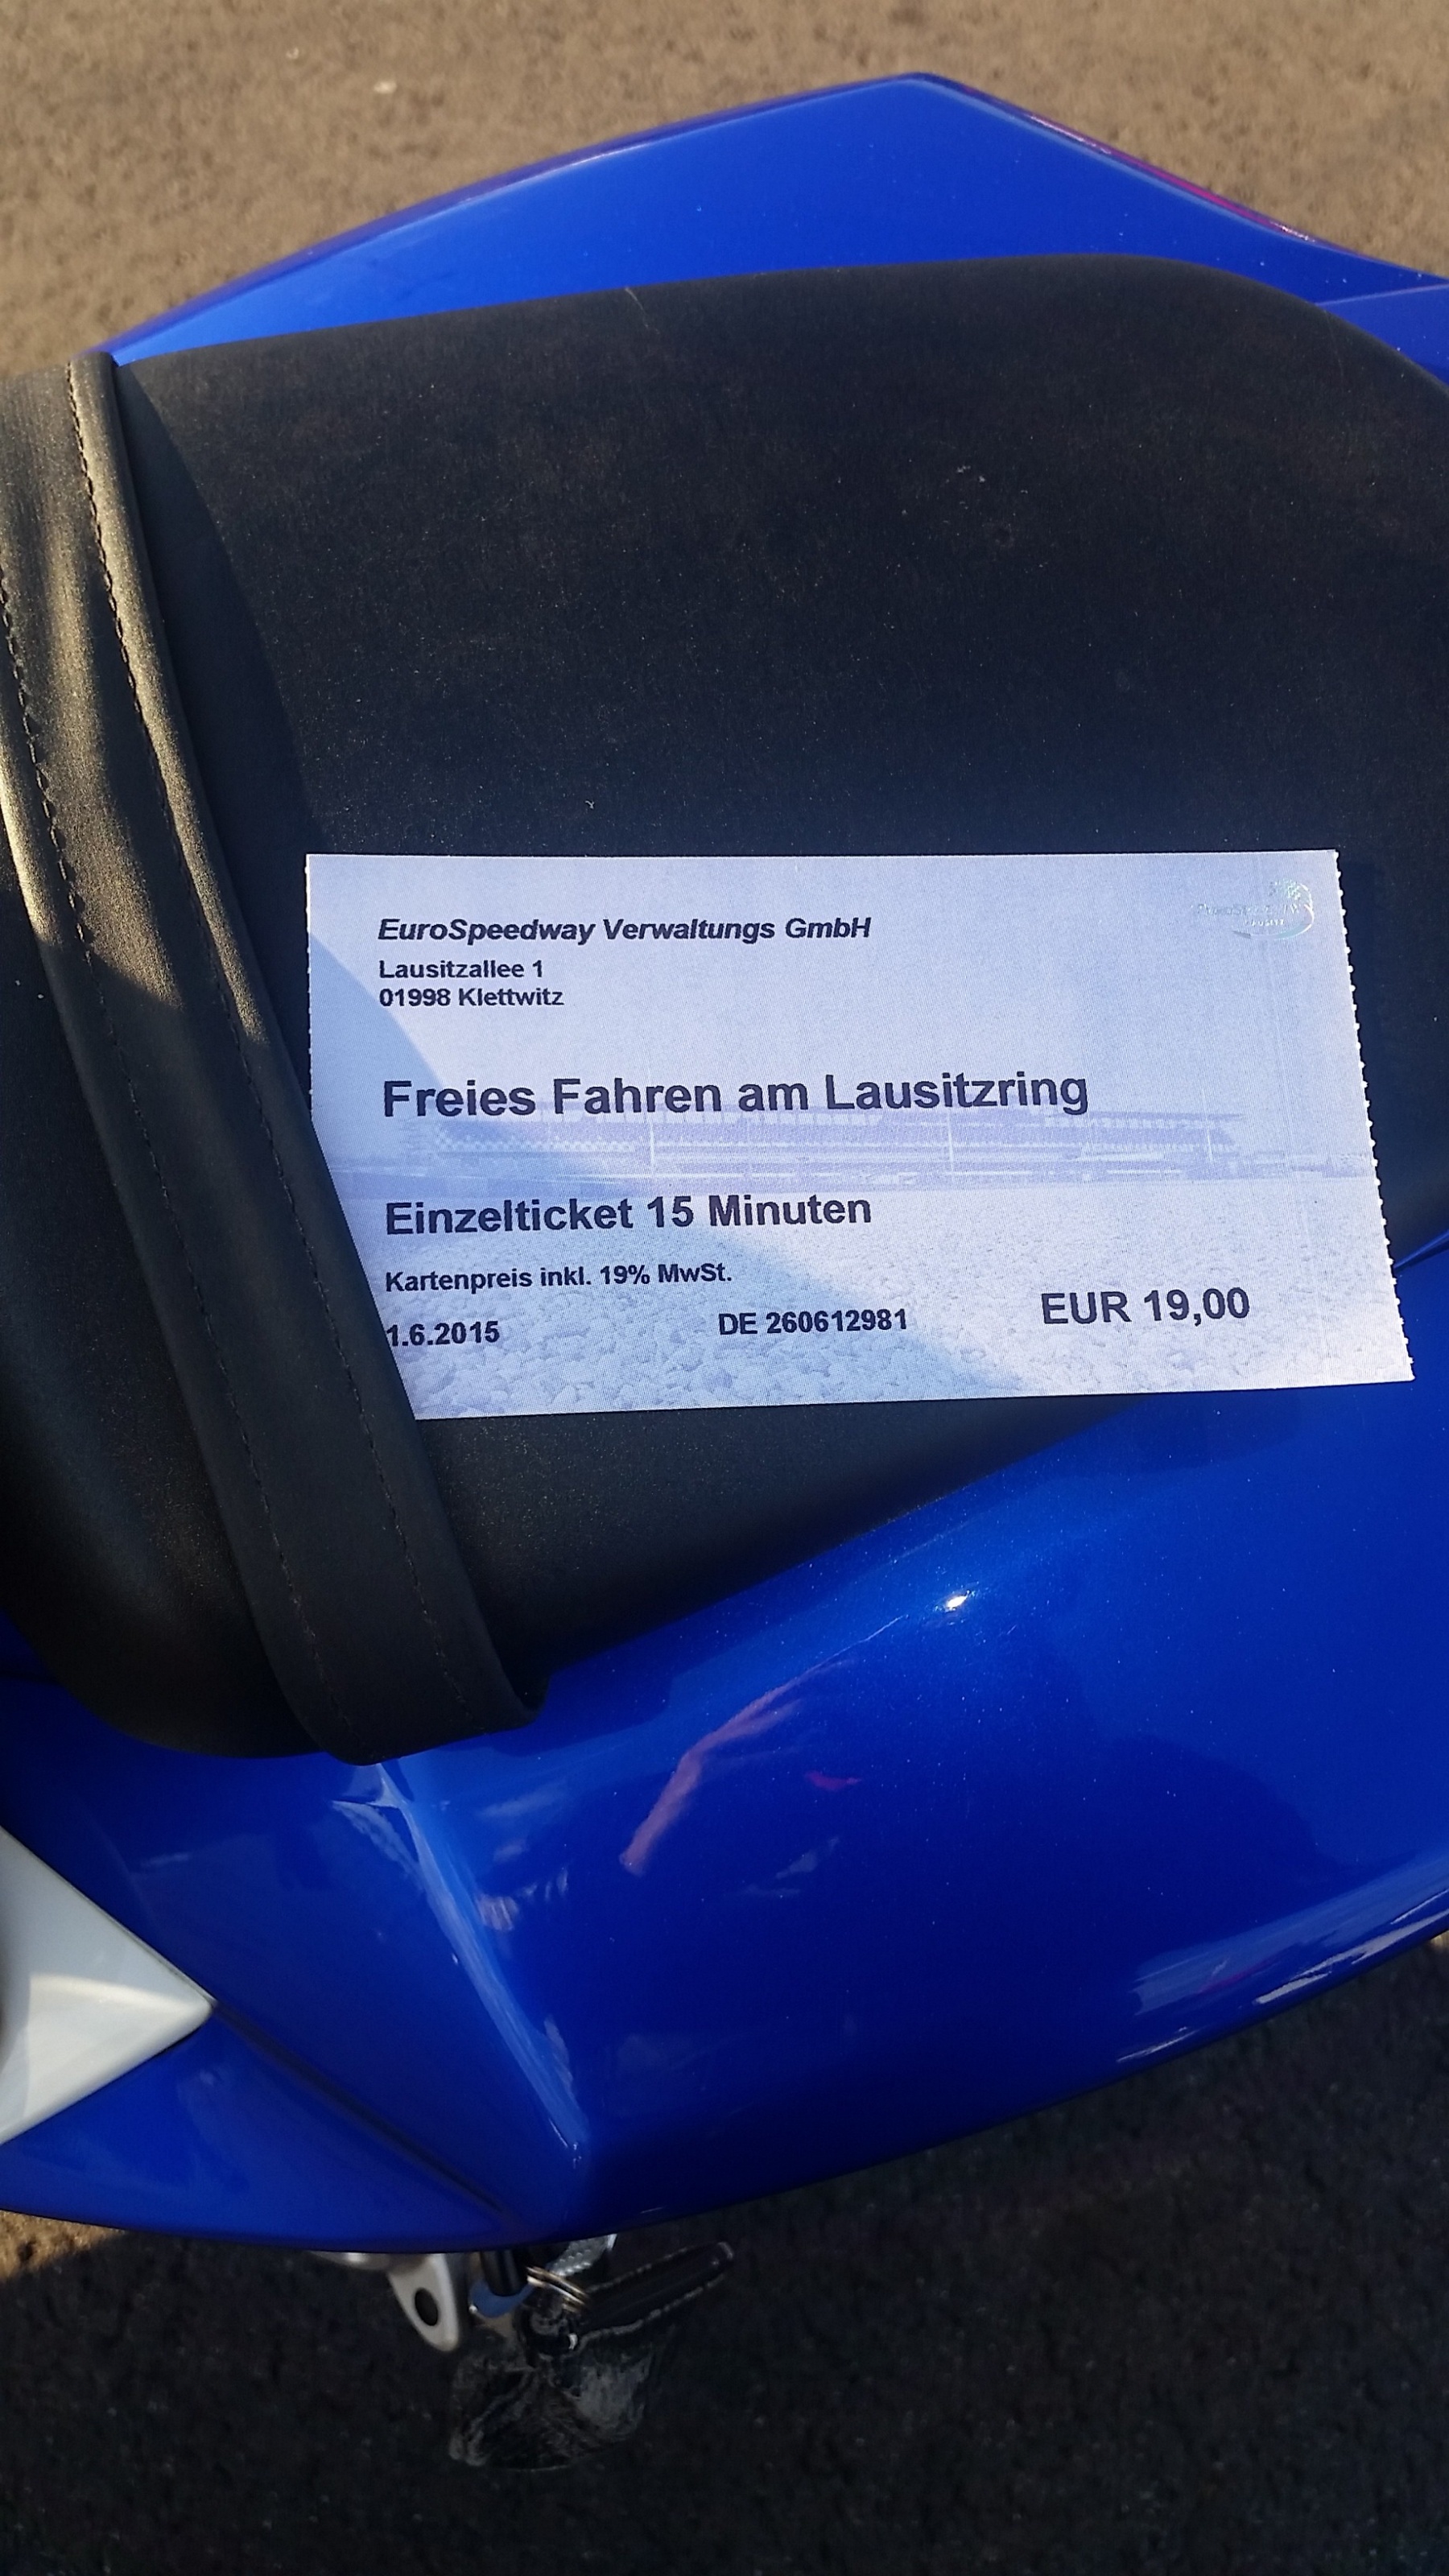 EuroSpeedway Verwaltungs GmbH
Lausitzallee 1
01998 Klettwitz
Freies Fahren am Lausitzring
Einzelticket 15 Minuten
Kartenpreis inkl. 19% MwSt.
1.6.2015 DE 260612981 EUR 19,00